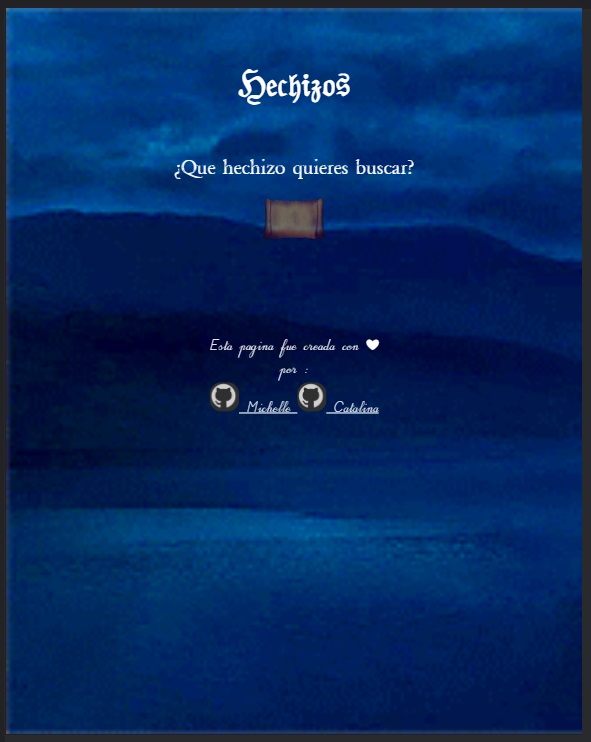 Hechizos
¿Que hechizo quieres buscar?
Esta pagina fue creada con
por :
Michelle Catalina